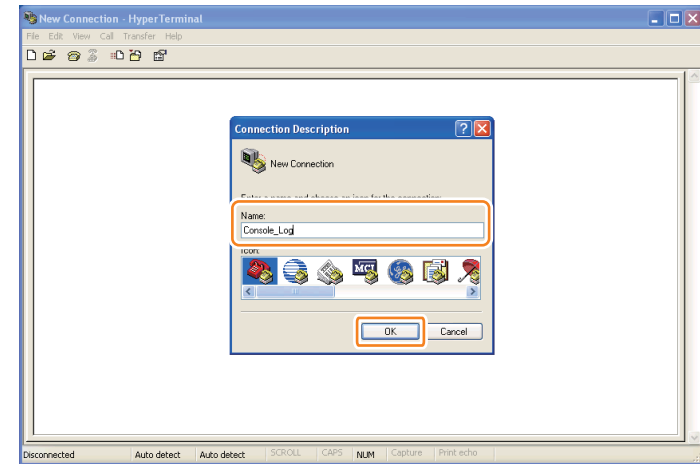 New Connection - HyperTerminal
File Edit View Call Transfer Help
Connection Description
New Connection
Enter a name and choose an icon for the connection:
Name:
Console_Log
Icon:
MCI
OK Cancel
Disconnected Auto detect Auto detect SCROLL CAPS NUM Capture Print echo